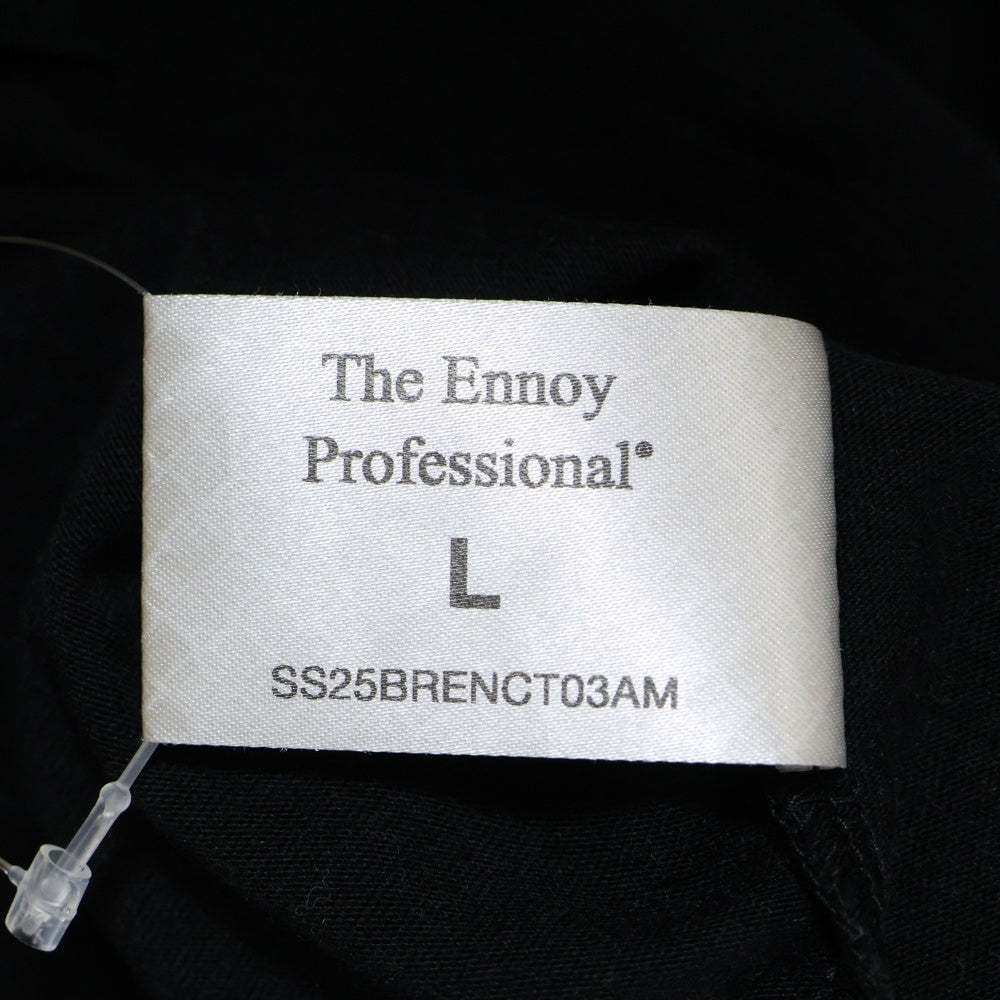 The Ennoy
Professional®
L
SS25BRENCT03AM